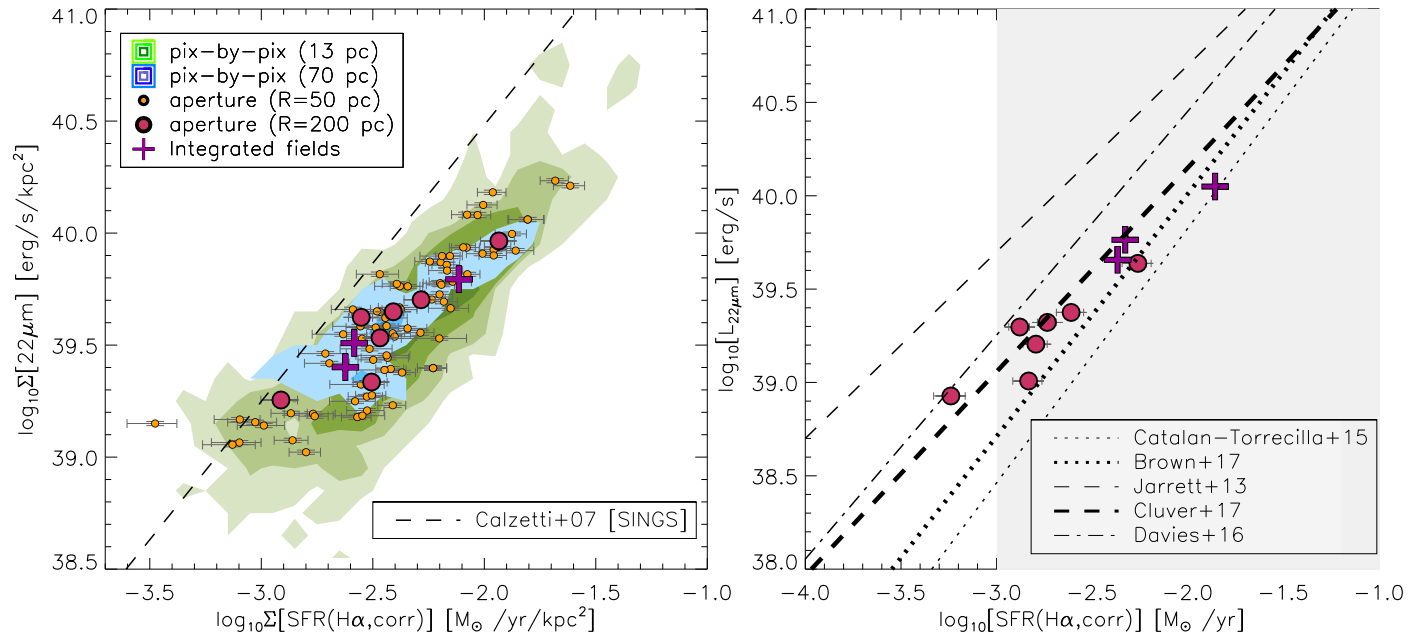 pix−by−pix (13 pc)
pix−by−pix (70 pc)
aperture (R=50 pc)
aperture (R=200 pc)
Integrated fields
Calzetti+07 [SINGS]
41.0
40.5
40.0
39.5
39.0
38.5
log₁₀Σ[22μm] [erg/s/kpc²]
−3.5 −3.0 −2.5 −2.0 −1.5 −1.0
log₁₀Σ[SFR(Hα,corr)] [M☉ /yr/kpc²]
41.0
40.5
40.0
39.5
39.0
38.5
38.0
log₁₀[L₂₂μm] [erg/s]
Catalan−Torrecilla+15
Brown+17
Jarrett+13
Cluver+17
Davies+16
−4.0 −3.5 −3.0 −2.5 −2.0 −1.5 −1.0
log₁₀[SFR(Hα,corr)] [M☉ /yr]